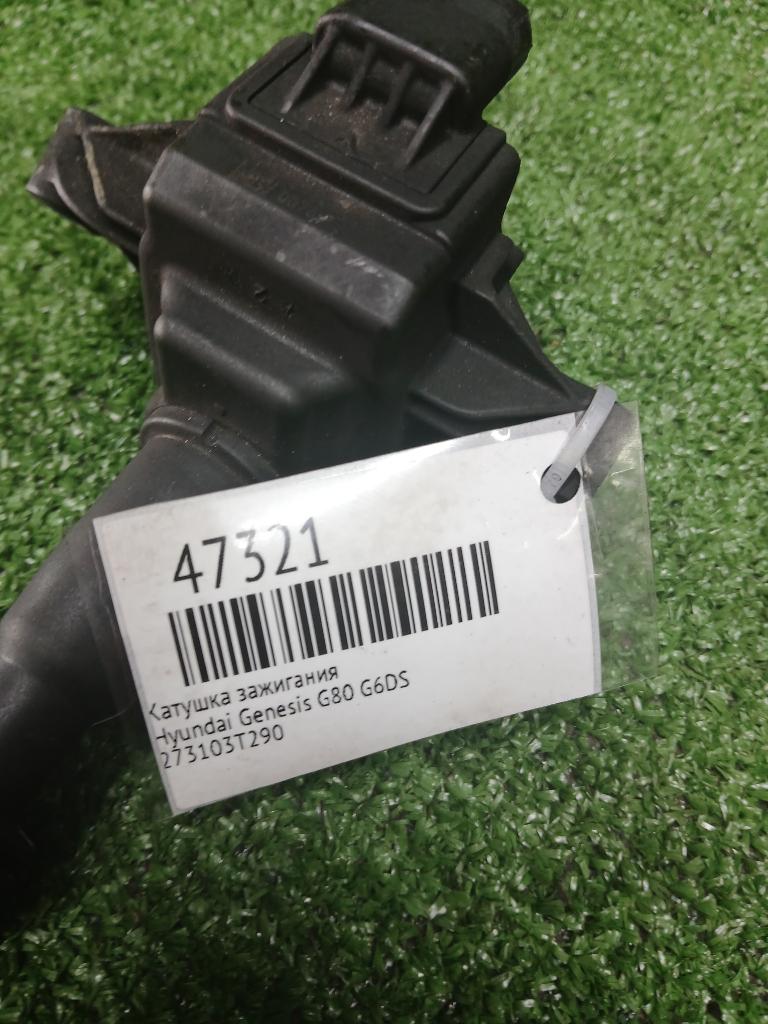 47321
Катушка зажигания
Hyundai Genesis G80 G6DS
273103T290